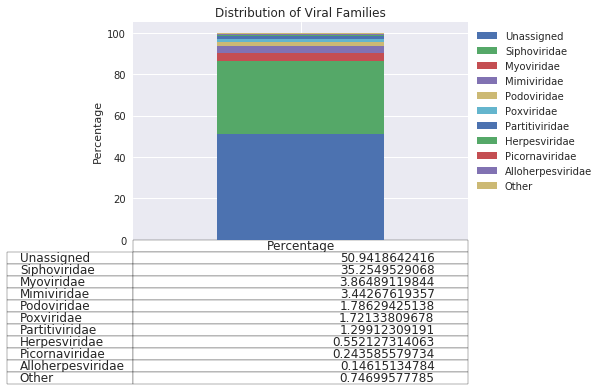 Distribution of Viral Families
100
80
60
40
20
0
Percentage
Unassigned
Siphoviridae
Myoviridae
Mimiviridae
Podoviridae
Poxviridae
Partitiviridae
Herpesviridae
Picornaviridae
Alloherpesviridae
Other
Percentage
Unassigned 50.9418642416
Siphoviridae 35.2549529068
Myoviridae 3.86489119844
Mimiviridae 3.44267619357
Podoviridae 1.78629425138
Poxviridae 1.72133809678
Partitiviridae 1.29912309191
Herpesviridae 0.552127314063
Picornaviridae 0.243585579734
Alloherpesviridae 0.14615134784
Other 0.74699577785